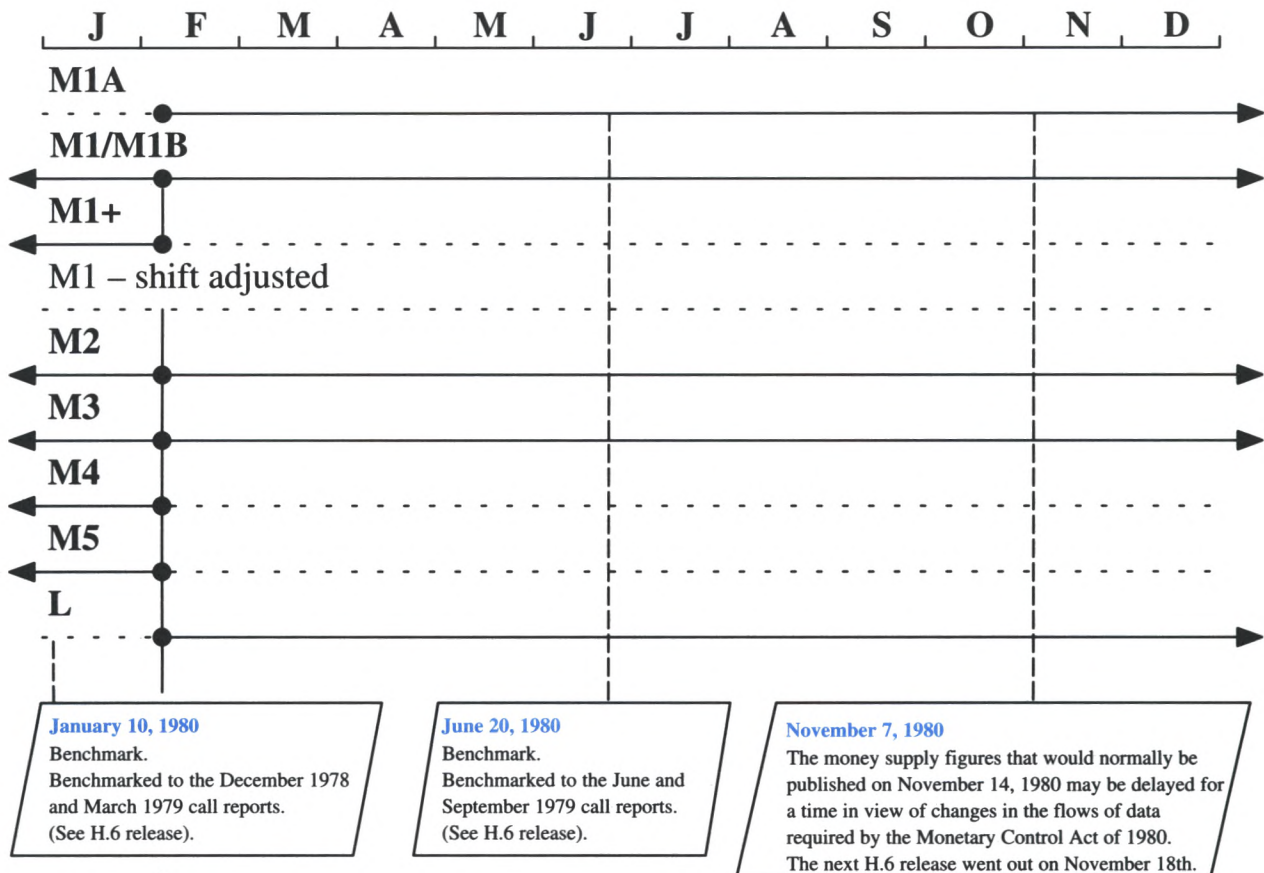 J F M A M J J A S O N D
M1A
M1/M1B
M1+
M1 – shift adjusted
M2
M3
M4
M5
L
January 10, 1980
Benchmark.
Benchmarked to the December 1978
and March 1979 call reports.
(See H.6 release).
June 20, 1980
Benchmark.
Benchmarked to the June and
September 1979 call reports.
(See H.6 release).
November 7, 1980
The money supply figures that would normally be
published on November 14, 1980 may be delayed for
a time in view of changes in the flows of data
required by the Monetary Control Act of 1980.
The next H.6 release went out on November 18th.